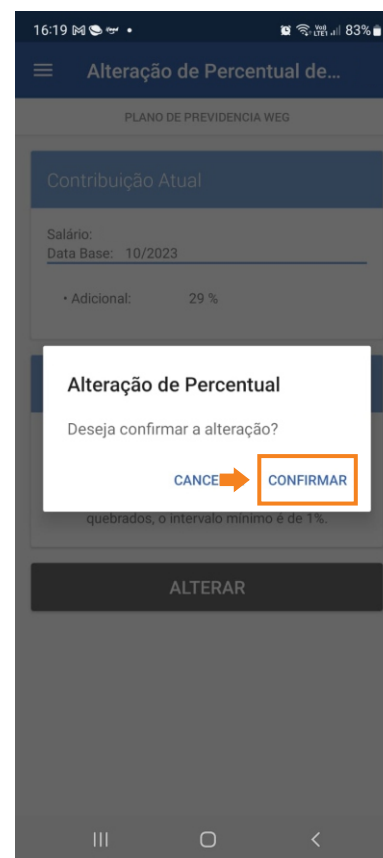 16:19
83%
Alteração de Percentual de...
PLANO DE PREVIDENCIA WEG
Contribuição Atual
Salário:
Data Base: 10/2023
• Adicional: 29 %
Alteração de Percentual
Deseja confirmar a alteração?
CANCE CONFIRMAR
quebrados, o intervalo mínimo é de 1%.
ALTERAR